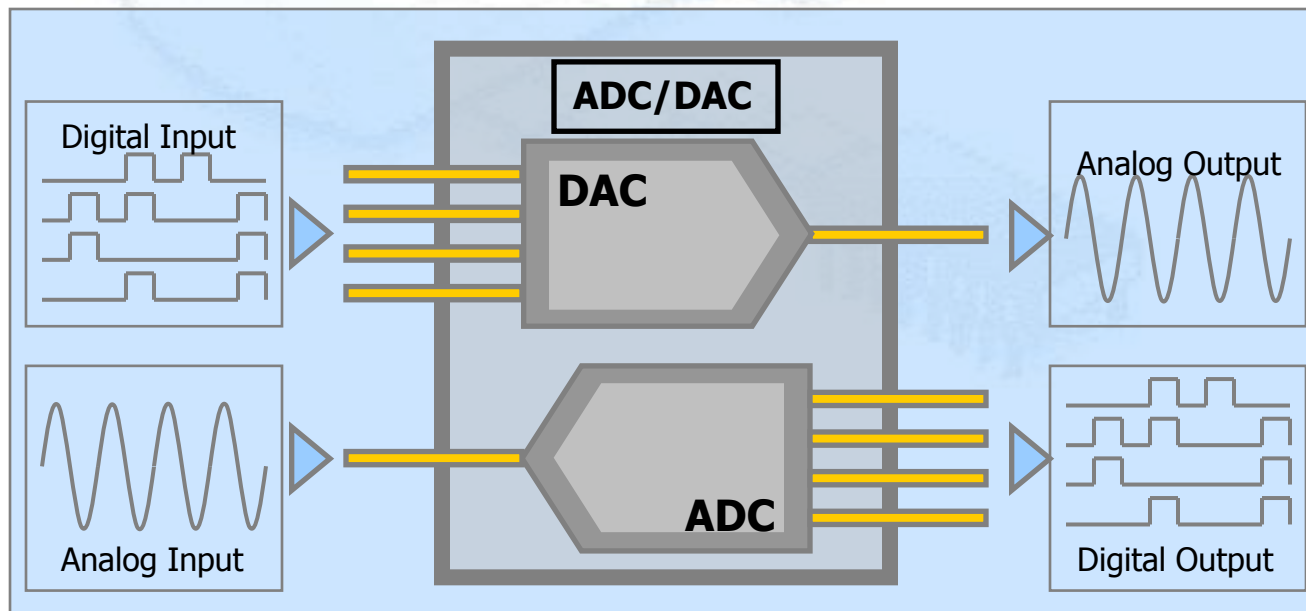 ADC/DAC
Digital Input
DAC
Analog Output
ADC
Analog Input
Digital Output